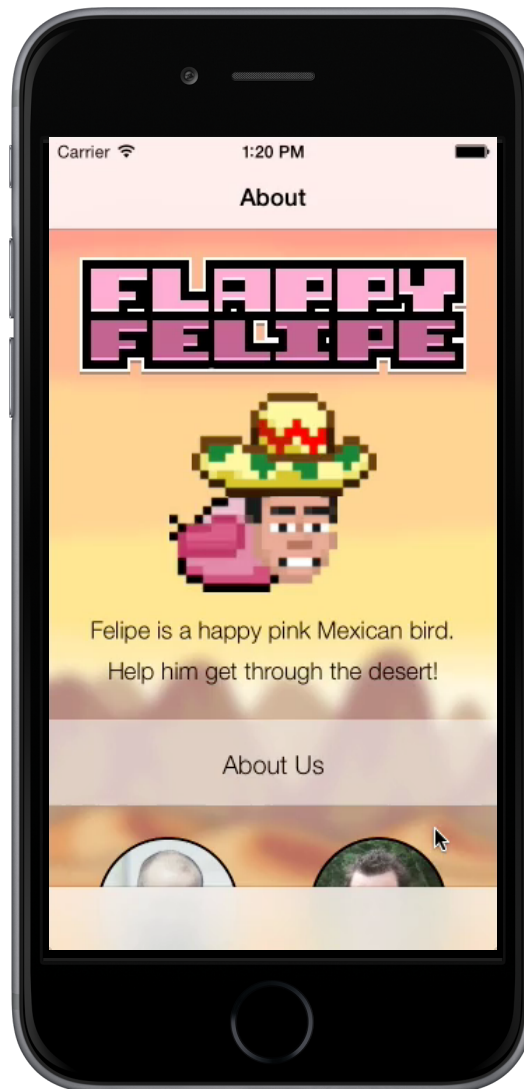 Carrier 1:20 PM
About
FLAPPY
FELIPE
Felipe is a happy pink Mexican bird.
Help him get through the desert!
About Us